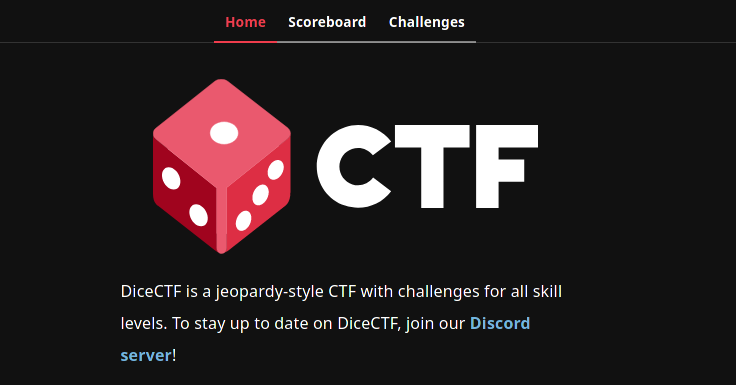 Home Scoreboard Challenges
CTF
DiceCTF is a jeopardy-style CTF with challenges for all skill
levels. To stay up to date on DiceCTF, join our Discord
server!